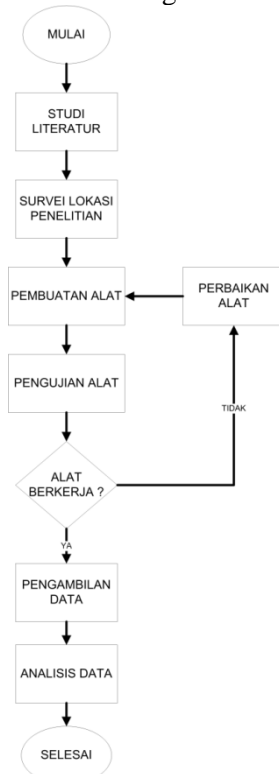 MULAI
STUDI
LITERATUR
SURVEI LOKASI
PENELITIAN
PEMBUATAN ALAT
PERBAIKAN
ALAT
PENGUJIAN ALAT
TIDAK
ALAT
BERKERJA ?
YA
PENGAMBILAN
DATA
ANALISIS DATA
SELESAI